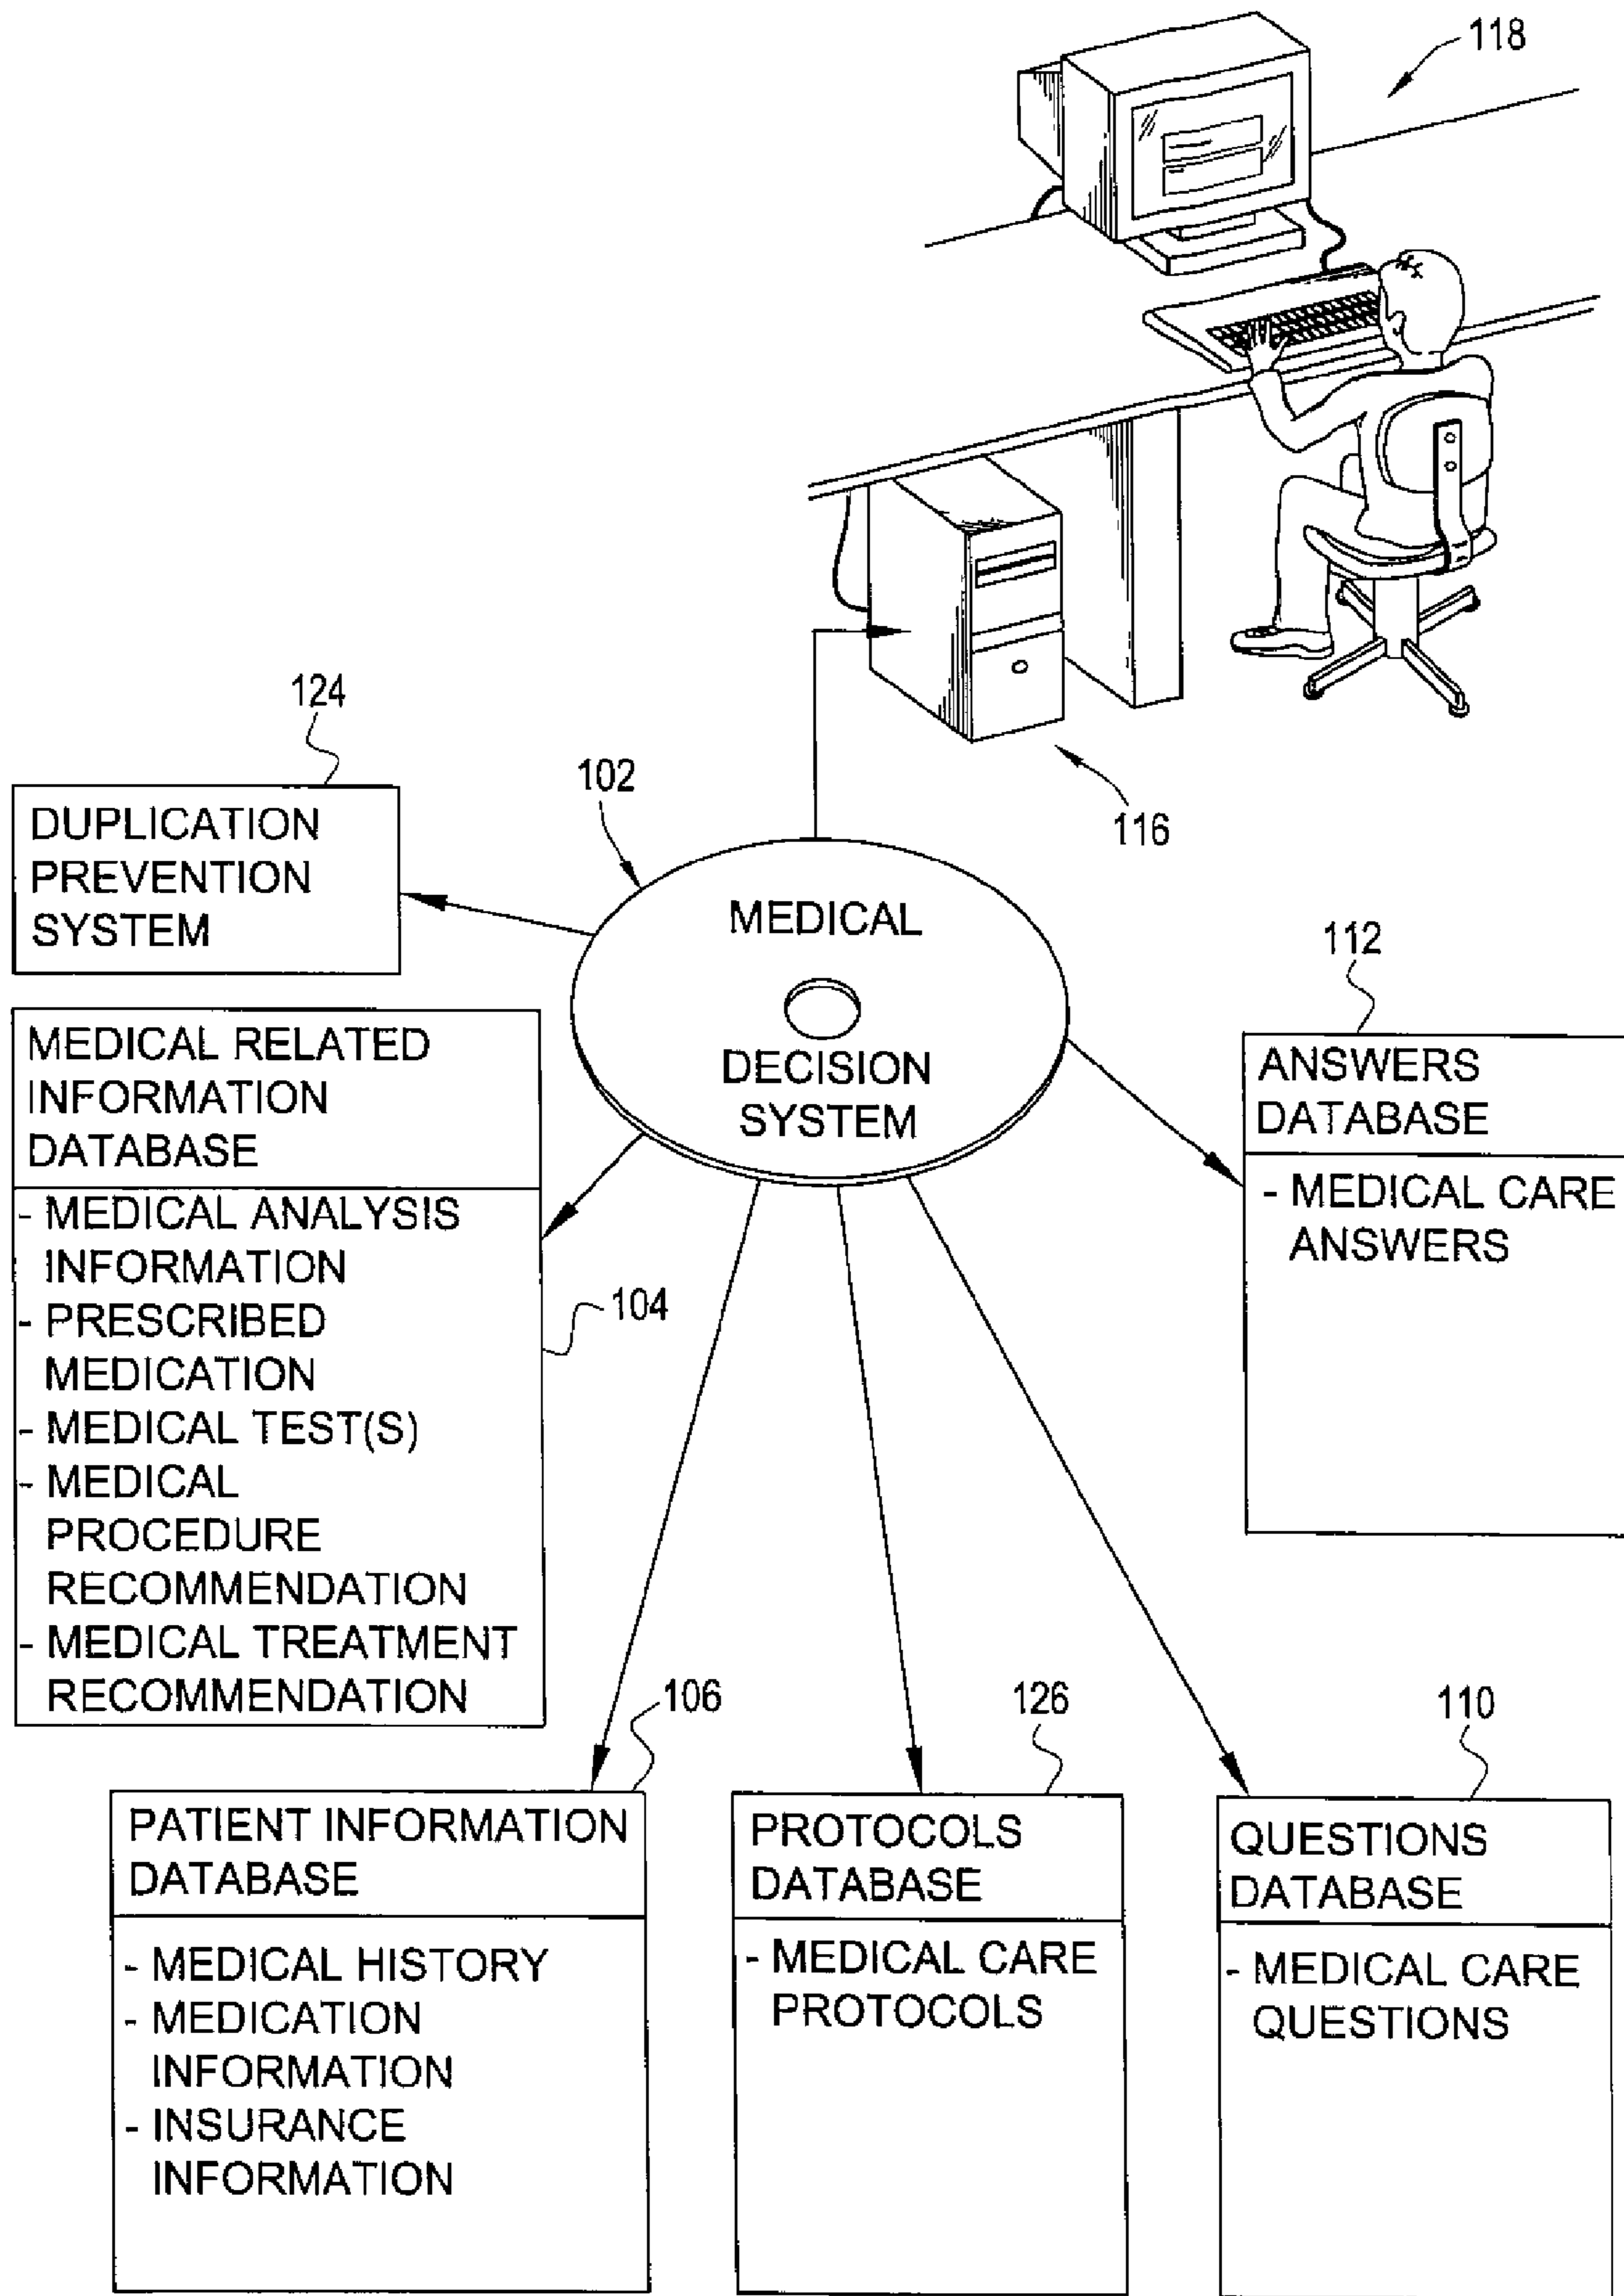 118
116
124
DUPLICATION
PREVENTION
SYSTEM
102
MEDICAL
DECISION
SYSTEM
MEDICAL RELATED
INFORMATION
DATABASE
- MEDICAL ANALYSIS
INFORMATION
- PRESCRIBED
MEDICATION
- MEDICAL TEST(S)
- MEDICAL
PROCEDURE
RECOMMENDATION
- MEDICAL TREATMENT
RECOMMENDATION
104
112
ANSWERS
DATABASE
- MEDICAL CARE
ANSWERS
106
PATIENT INFORMATION
DATABASE
- MEDICAL HISTORY
- MEDICATION
INFORMATION
- INSURANCE
INFORMATION
126
PROTOCOLS
DATABASE
- MEDICAL CARE
PROTOCOLS
110
QUESTIONS
DATABASE
- MEDICAL CARE
QUESTIONS